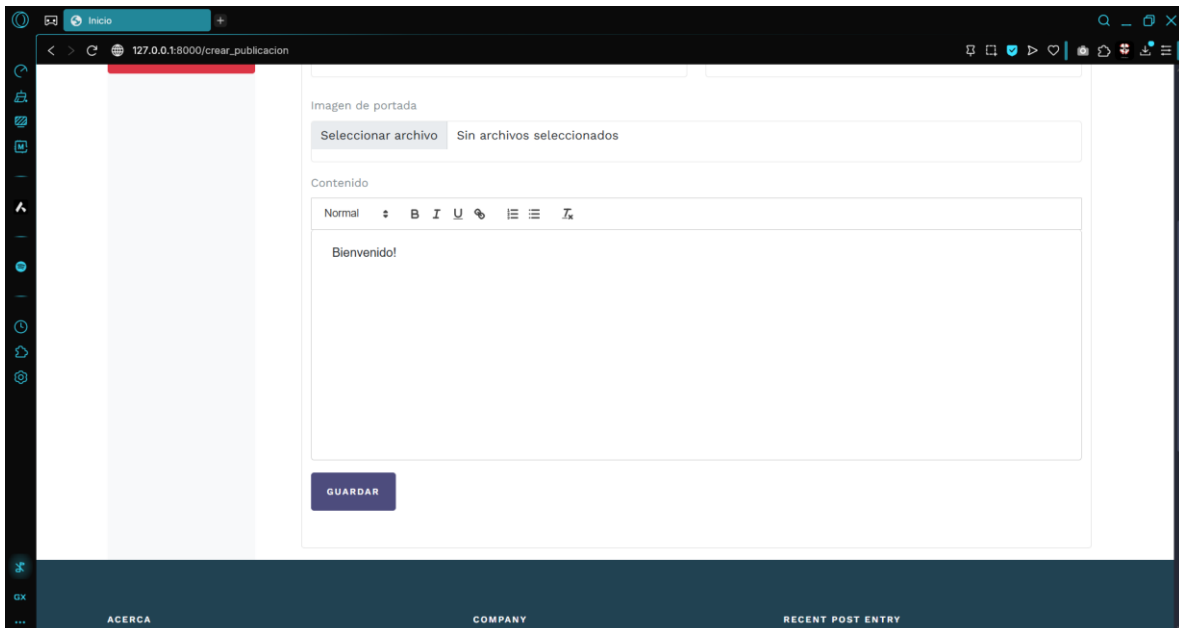 Inicio
127.0.0.1:8000/crear_publicacion
Imagen de portada
Seleccionar archivo Sin archivos seleccionados
Contenido
Normal B I U
Bienvenido!
GUARDAR
GX
ACERCA COMPANY RECENT POST ENTRY